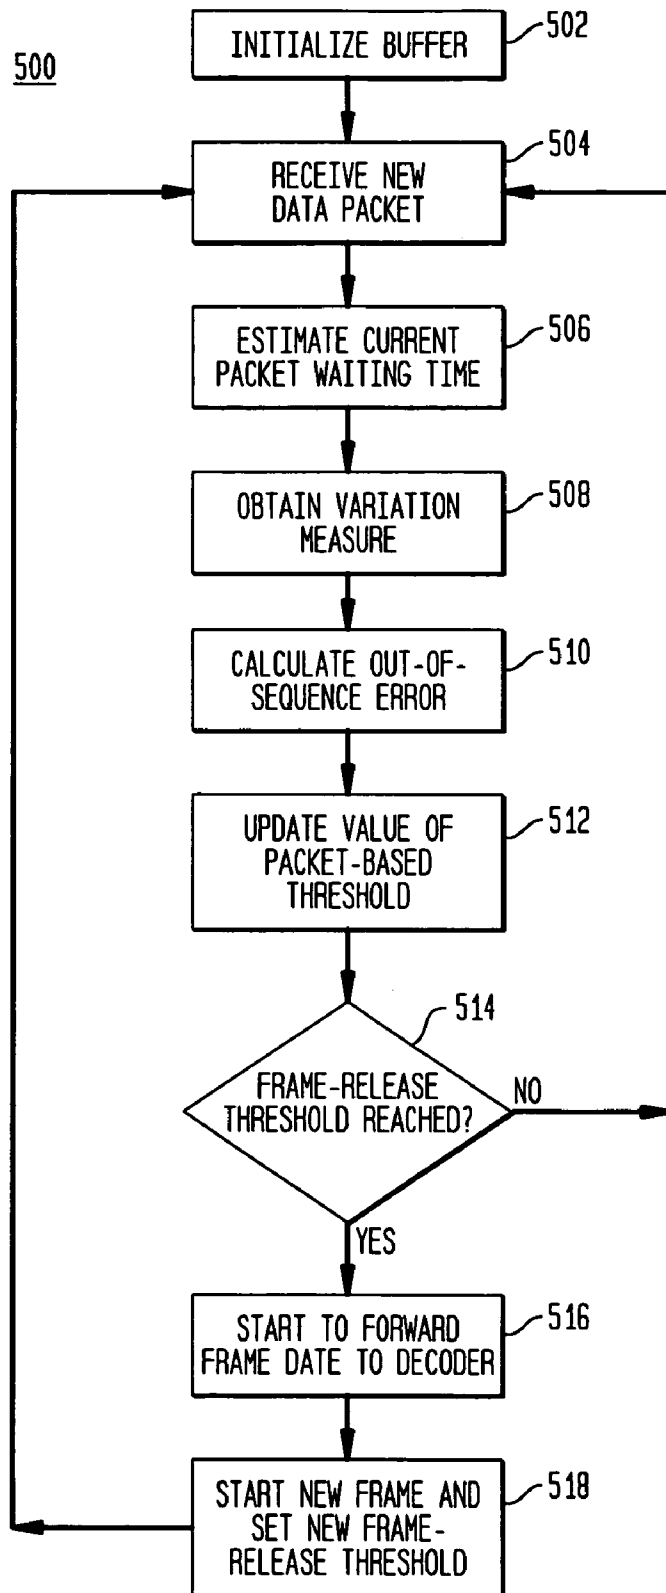 500
INITIALIZE BUFFER
502
RECEIVE NEW
DATA PACKET
504
ESTIMATE CURRENT
PACKET WAITING TIME
506
OBTAIN VARIATION
MEASURE
508
CALCULATE OUT-OF-
SEQUENCE ERROR
510
UPDATE VALUE OF
PACKET-BASED
THRESHOLD
512
FRAME-RELEASE
THRESHOLD REACHED?
514
NO
YES
START TO FORWARD
FRAME DATE TO DECODER
516
START NEW FRAME AND
SET NEW FRAME-
RELEASE THRESHOLD
518